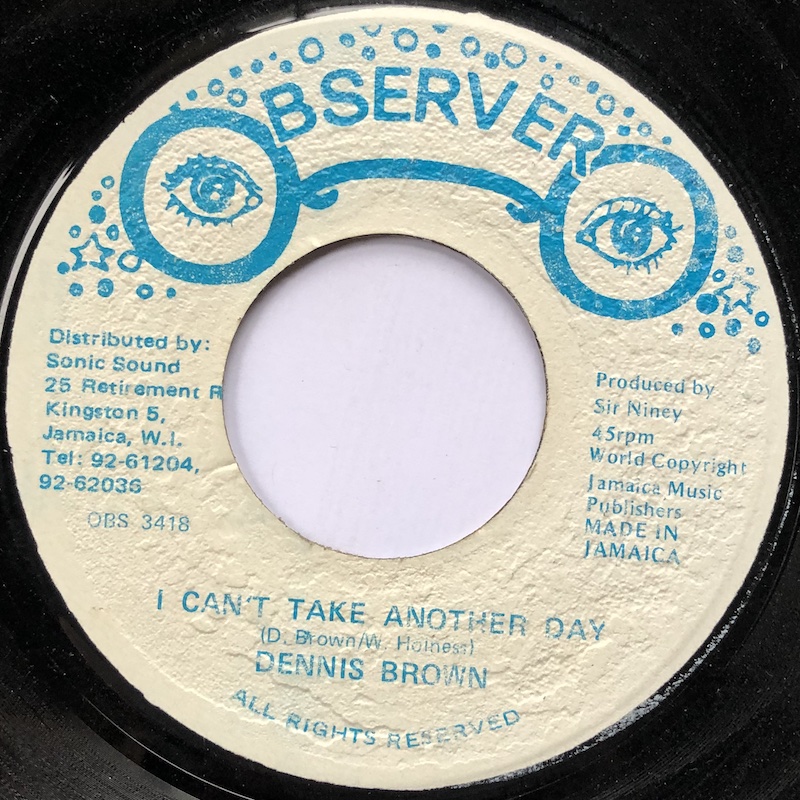 OBSERVER
Distributed by:
Sonic Sound
25 Retirement R
Kingston 5,
Jamaica, W.I.
Tel: 92-61204,
92-62036
OBS 3418
Produced by
Sir Niney
45rpm
World Copyright
Jamaica Music
Publishers
MADE IN
JAMAICA
I CAN'T TAKE ANOTHER DAY
(D. Brown/W. Holness)
DENNIS BROWN
ALL RIGHTS RESERVED